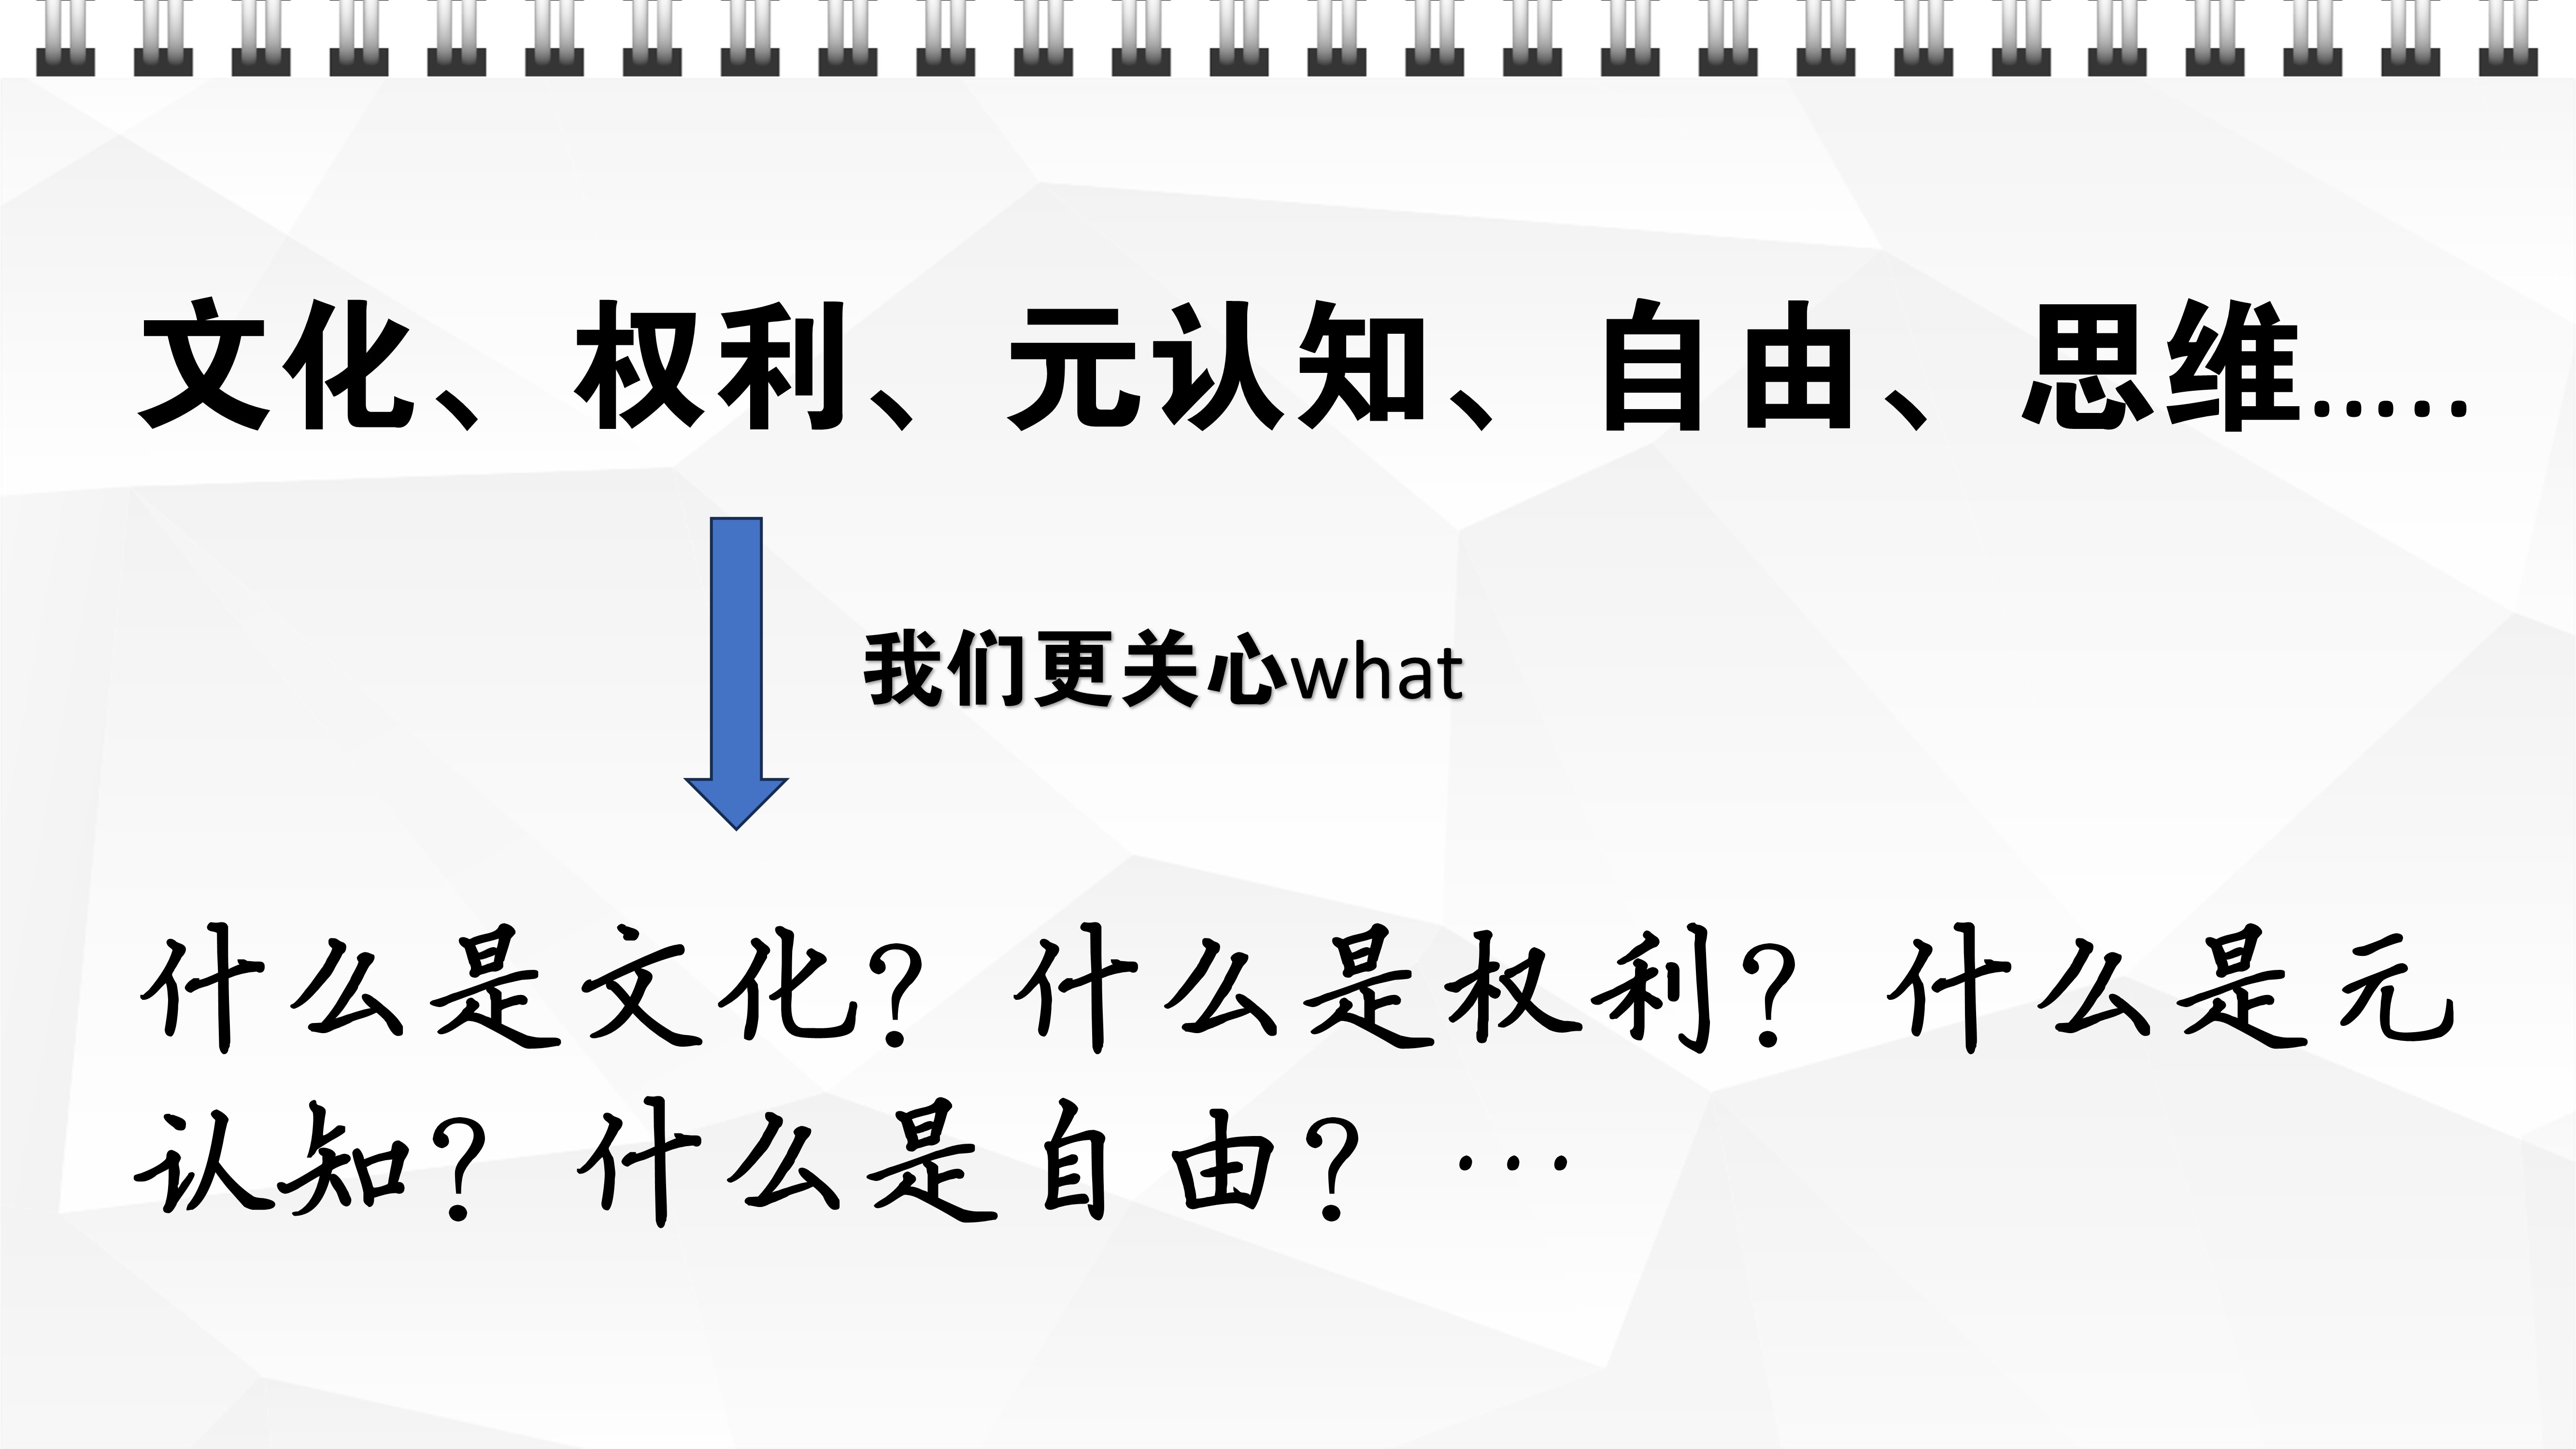 文化、权利、元认知、自由、思维.....
我们更关心what
什么是文化？什么是权利？什么是元
认知？什么是自由？…